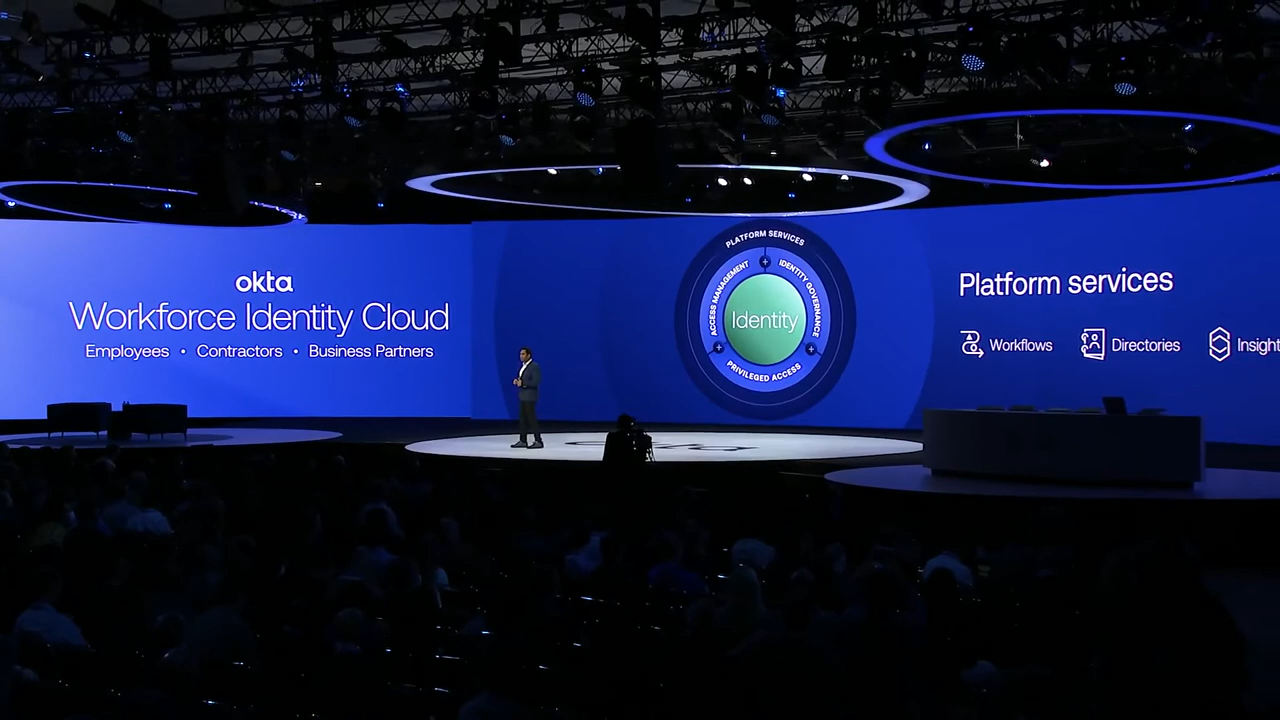 okta
Workforce Identity Cloud
Employees • Contractors • Business Partners
PLATFORM SERVICES
ACCESS MANAGEMENT
IDENTITY GOVERNANCE
Identity
PRIVILEGED ACCESS
Platform services
Workflows
Directories
Insight